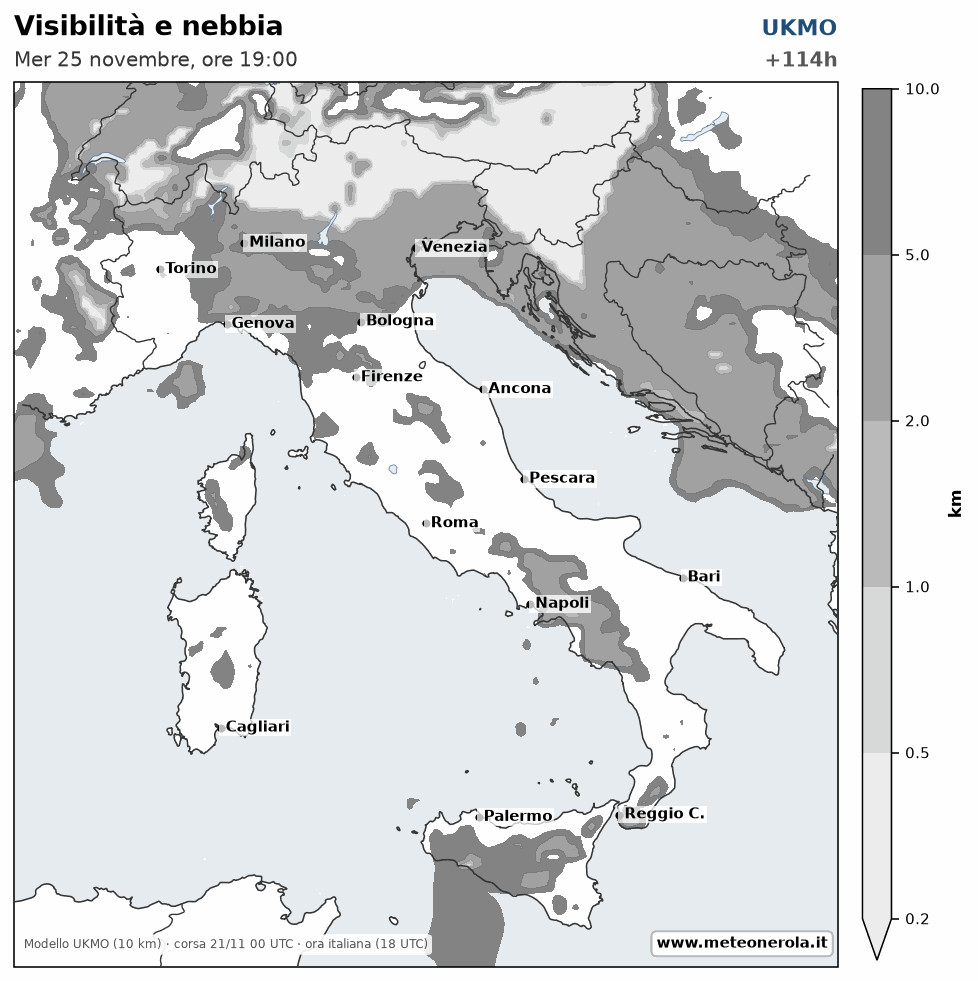 Visibilità e nebbia
UKMO
Mer 25 novembre, ore 19:00
+114h
10.0
5.0
2.0
1.0
0.5
0.2
km
Milano
Venezia
Torino
Genova
Bologna
Firenze
Ancona
Pescara
Roma
Bari
Napoli
Cagliari
Palermo
Reggio C.
Modello UKMO (10 km) · corsa 21/11 00 UTC · ora italiana (18 UTC)
www.meteonerola.it